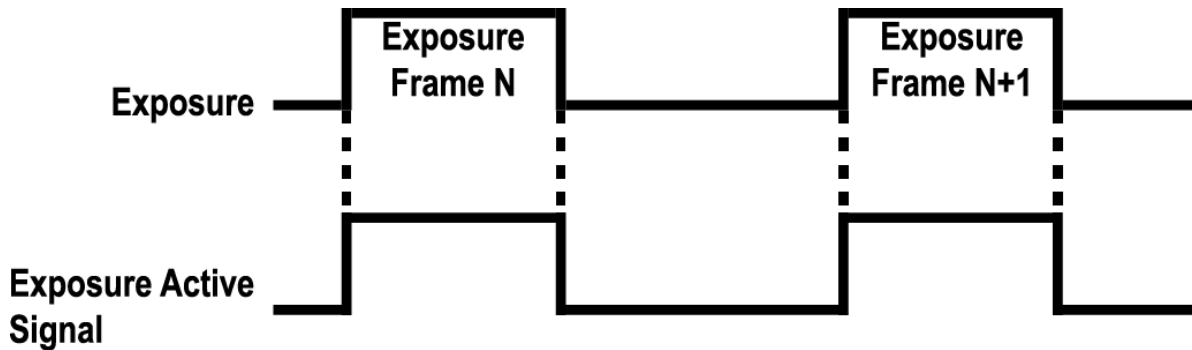 Exposure
Frame N
Exposure
Frame N+1
Exposure
Exposure Active
Signal